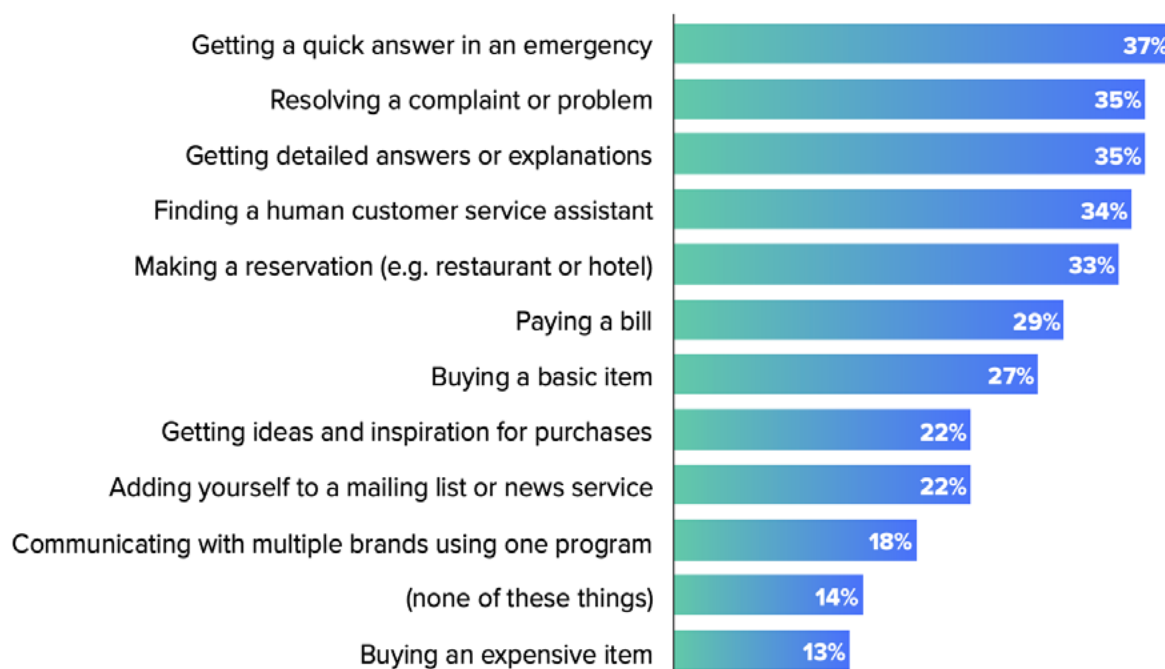 Getting a quick answer in an emergency 37%
Resolving a complaint or problem 35%
Getting detailed answers or explanations 35%
Finding a human customer service assistant 34%
Making a reservation (e.g. restaurant or hotel) 33%
Paying a bill 29%
Buying a basic item 27%
Getting ideas and inspiration for purchases 22%
Adding yourself to a mailing list or news service 22%
Communicating with multiple brands using one program 18%
(none of these things) 14%
Buying an expensive item 13%